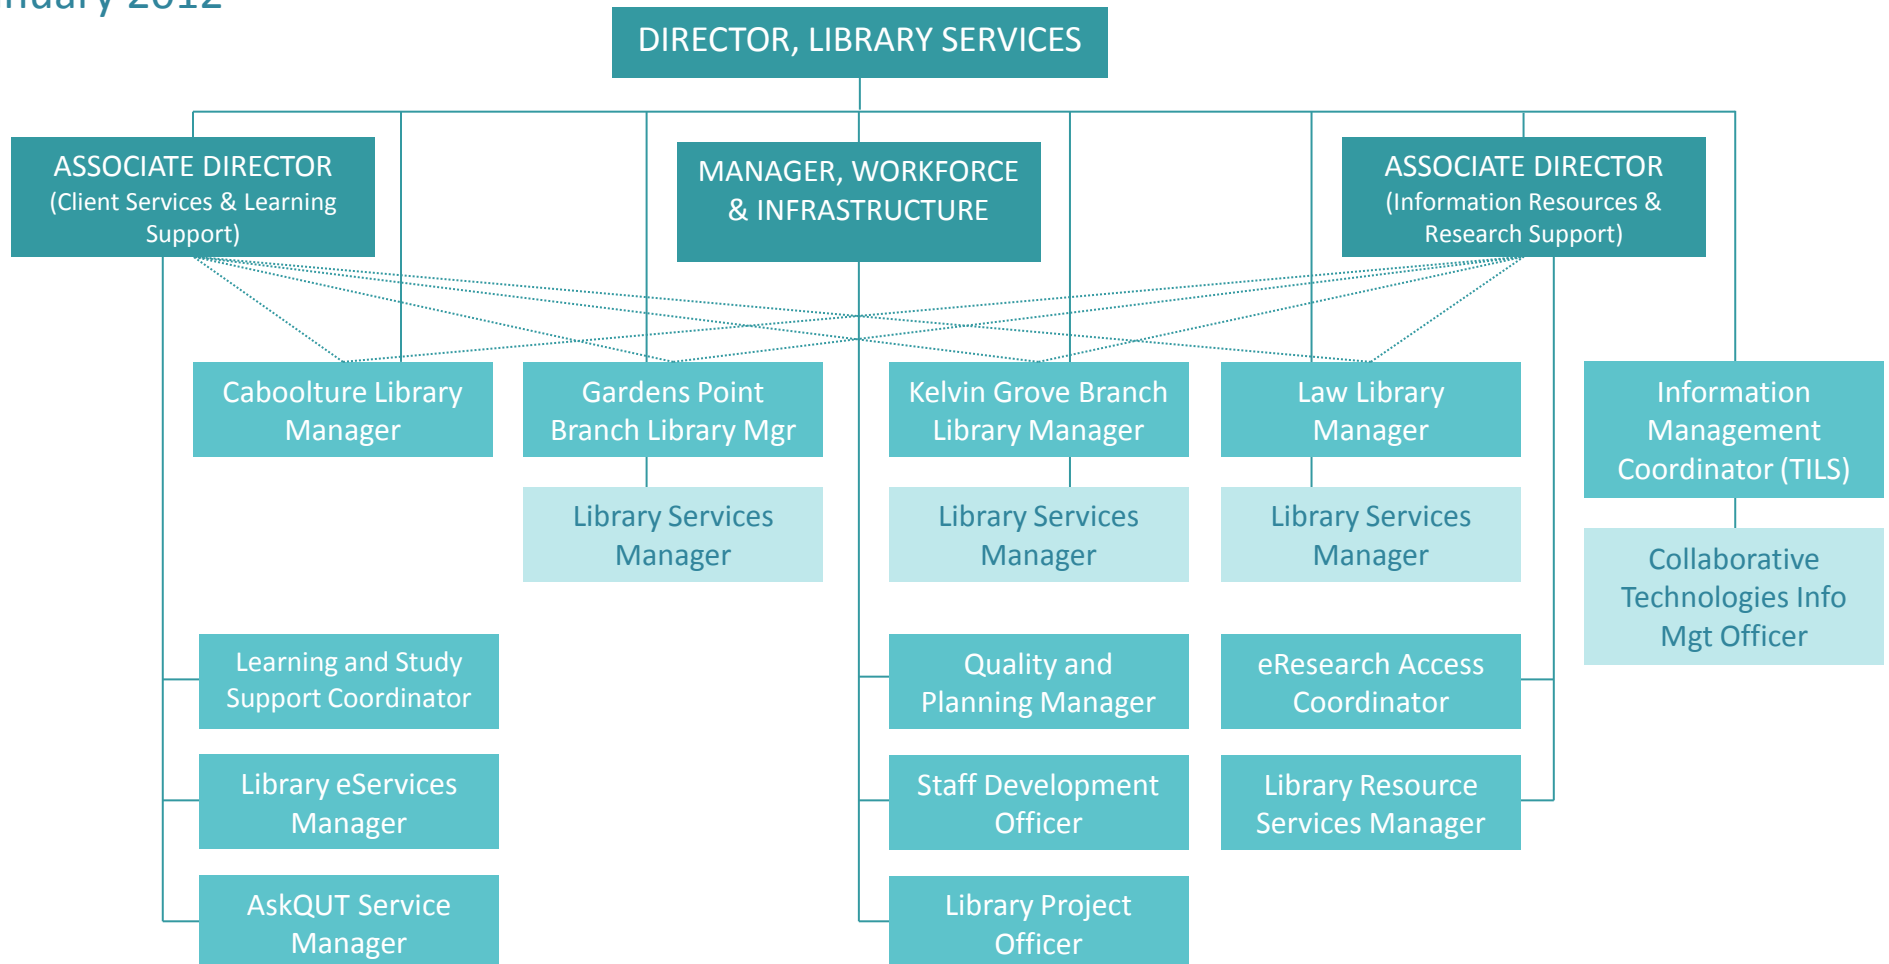 2012
DIRECTOR, LIBRARY SERVICES
ASSOCIATE DIRECTOR
(Client Services & Learning
Support)
MANAGER, WORKFORCE
& INFRASTRUCTURE
ASSOCIATE DIRECTOR
(Information Resources &
Research Support)
Caboolture Library
Manager
Gardens Point
Branch Library Mgr
Kelvin Grove Branch
Library Manager
Law Library
Manager
Information
Management
Coordinator (TILS)
Library Services
Manager
Library Services
Manager
Library Services
Manager
Collaborative
Technologies Info
Mgt Officer
Learning and Study
Support Coordinator
Quality and
Planning Manager
eResearch Access
Coordinator
Library eServices
Manager
Staff Development
Officer
Library Resource
Services Manager
AskQUT Service
Manager
Library Project
Officer